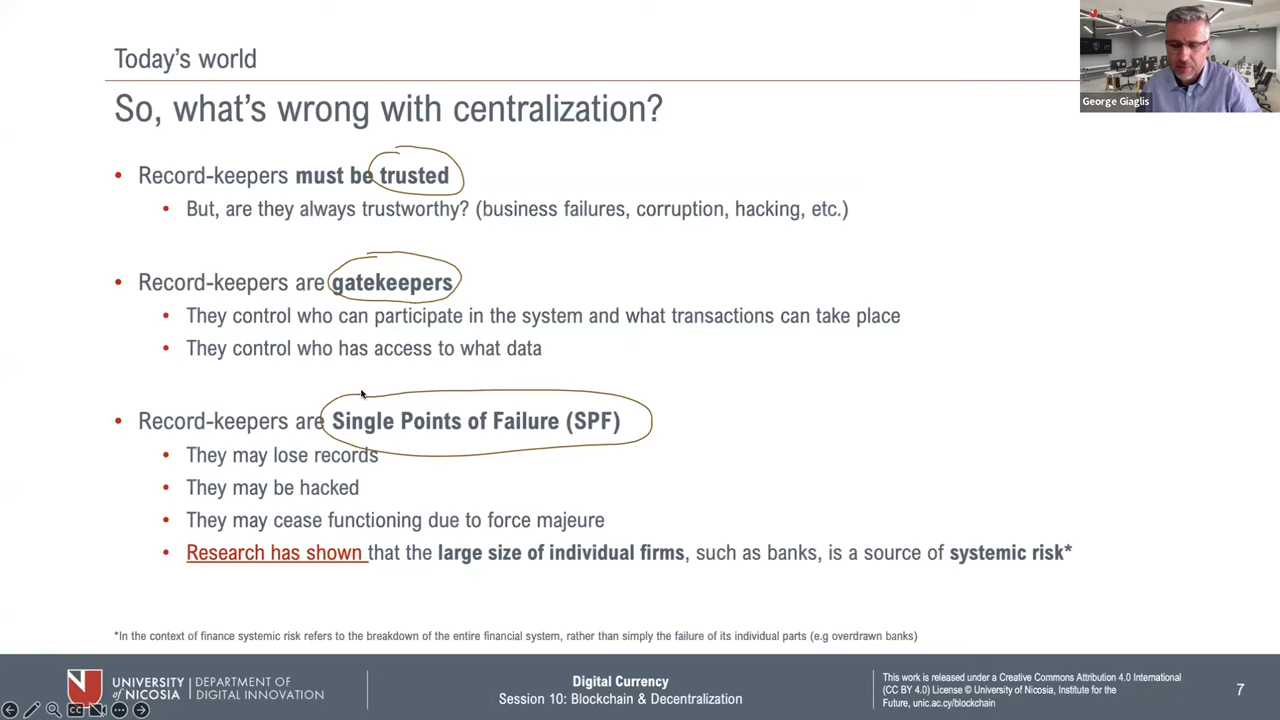 Today's world
So, what's wrong with centralization?
George Giaglis
• Record-keepers must be trusted
• But, are they always trustworthy? (business failures, corruption, hacking, etc.)
• Record-keepers are gatekeepers
• They control who can participate in the system and what transactions can take place
• They control who has access to what data
• Record-keepers are Single Points of Failure (SPF)
• They may lose records
• They may be hacked
• They may cease functioning due to force majeure
• Research has shown that the large size of individual firms, such as banks, is a source of systemic risk*
*In the context of finance systemic risk refers to the breakdown of the entire financial system, rather than simply the failure of its individual parts (e.g overdrawn banks)
UNIVERSITY
of NICOSIA
DEPARTMENT OF
DIGITAL INNOVATION
Digital Currency
Session 10: Blockchain & Decentralization
This work is released under a Creative Commons Attribution 4.0 International
(CC BY 4.0) License © University of Nicosia, Institute for the
Future, unic.ac.cy/blockchain
7
CC